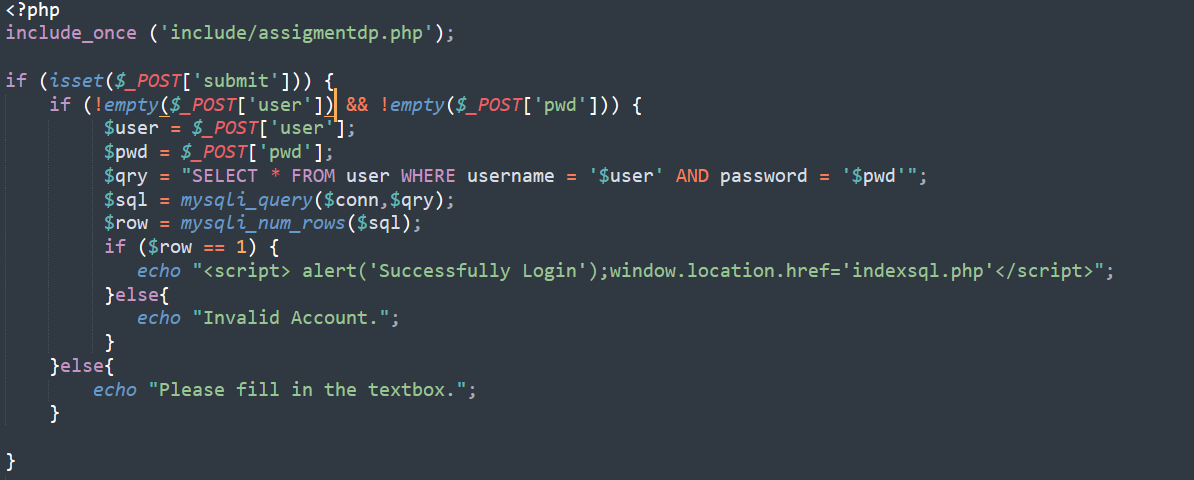 <?php
include_once ('include/assigmentdp.php');
if (isset($_POST['submit'])) {
if (!empty($_POST['user']) && !empty($_POST['pwd'])) {
$user = $_POST['user'];
$pwd = $_POST['pwd'];
$qry = "SELECT * FROM user WHERE username = '$user' AND password = '$pwd'";
$sql = mysqli_query($conn,$qry);
$row = mysqli_num_rows($sql);
if ($row == 1) {
echo "<script> alert('Successfully Login');window.location.href='indexsql.php'</script>";
}else{
echo "Invalid Account.";
}
}else{
echo "Please fill in the textbox.";
}
}